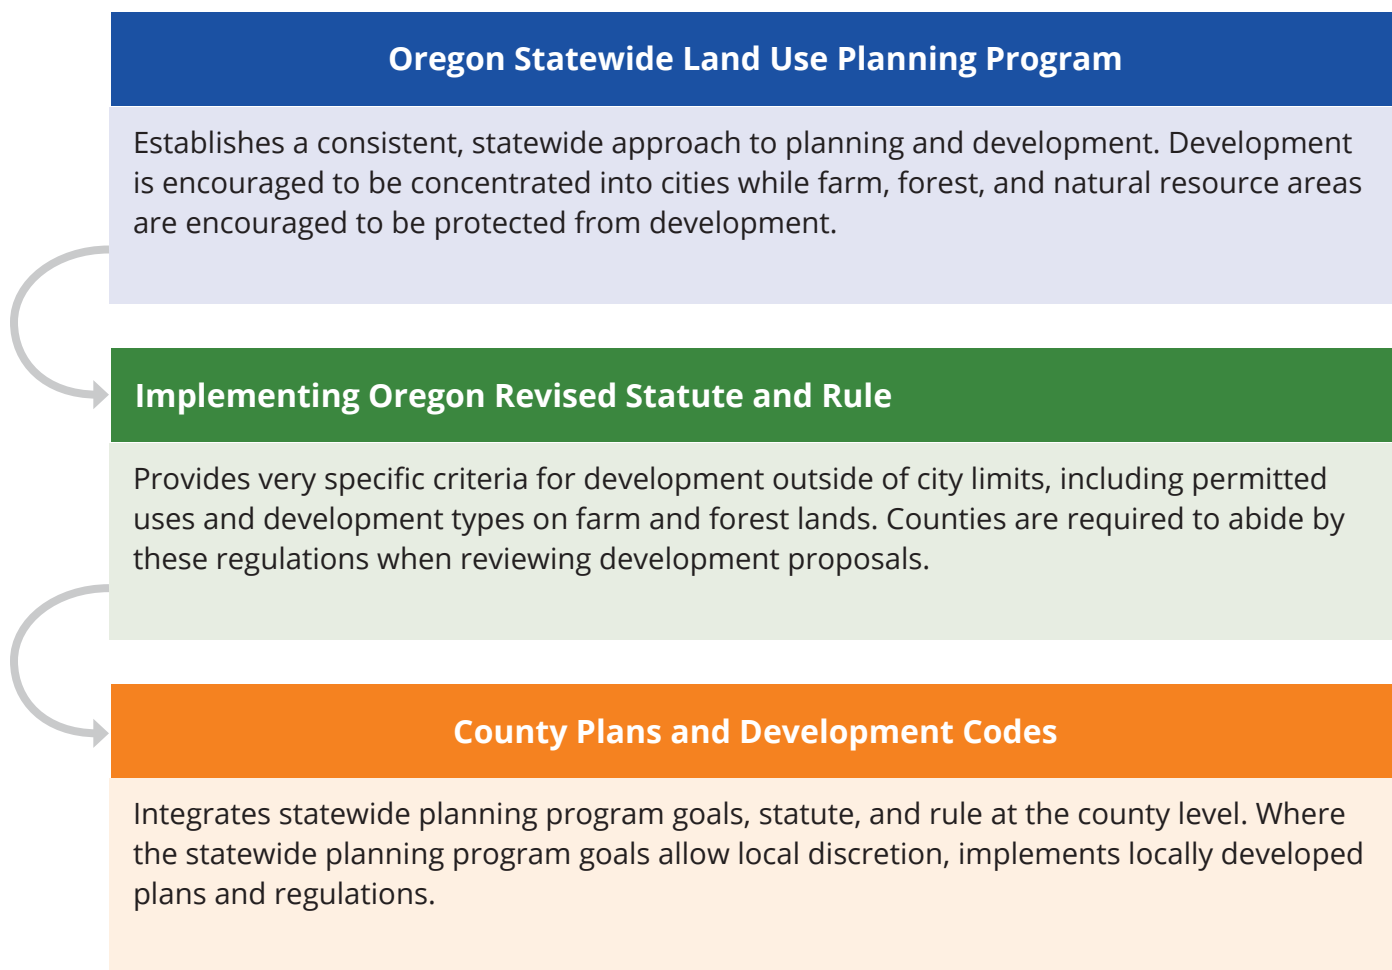 Oregon Statewide Land Use Planning Program
Establishes a consistent, statewide approach to planning and development. Development
is encouraged to be concentrated into cities while farm, forest, and natural resource areas
are encouraged to be protected from development.
Implementing Oregon Revised Statute and Rule
Provides very specific criteria for development outside of city limits, including permitted
uses and development types on farm and forest lands. Counties are required to abide by
these regulations when reviewing development proposals.
County Plans and Development Codes
Integrates statewide planning program goals, statute, and rule at the county level. Where
the statewide planning program goals allow local discretion, implements locally developed
plans and regulations.